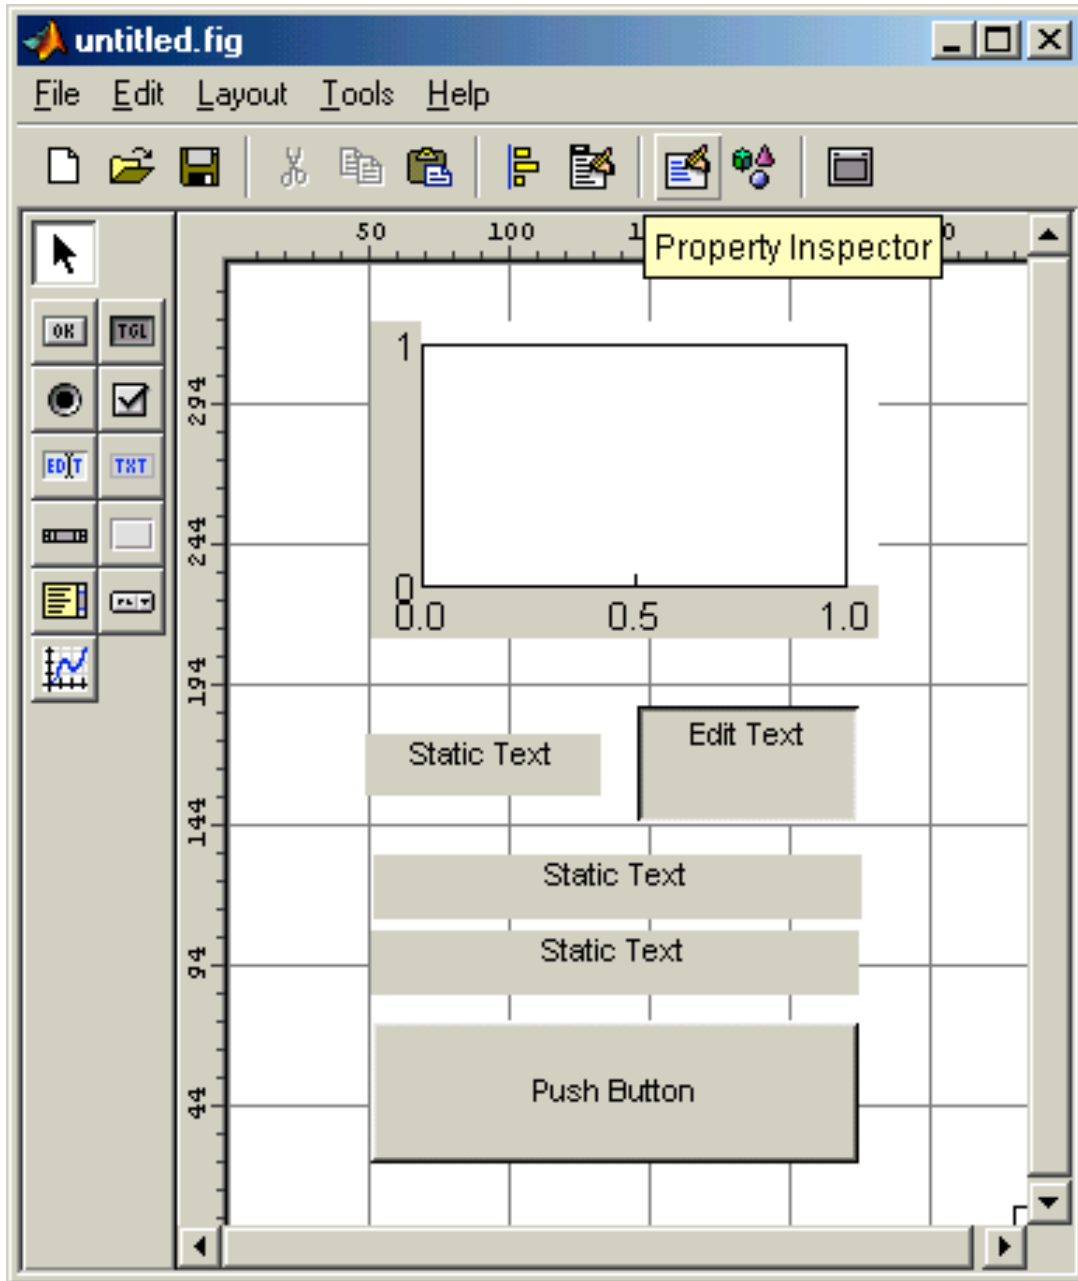 untitled.fig
File Edit Layout Tools Help
50 100 1
Property Inspector
0
OK TGL
EDIT TXT
294
244
194
144
94
44
1
0
0.0 0.5 1.0
Static Text
Edit Text
Static Text
Static Text
Push Button